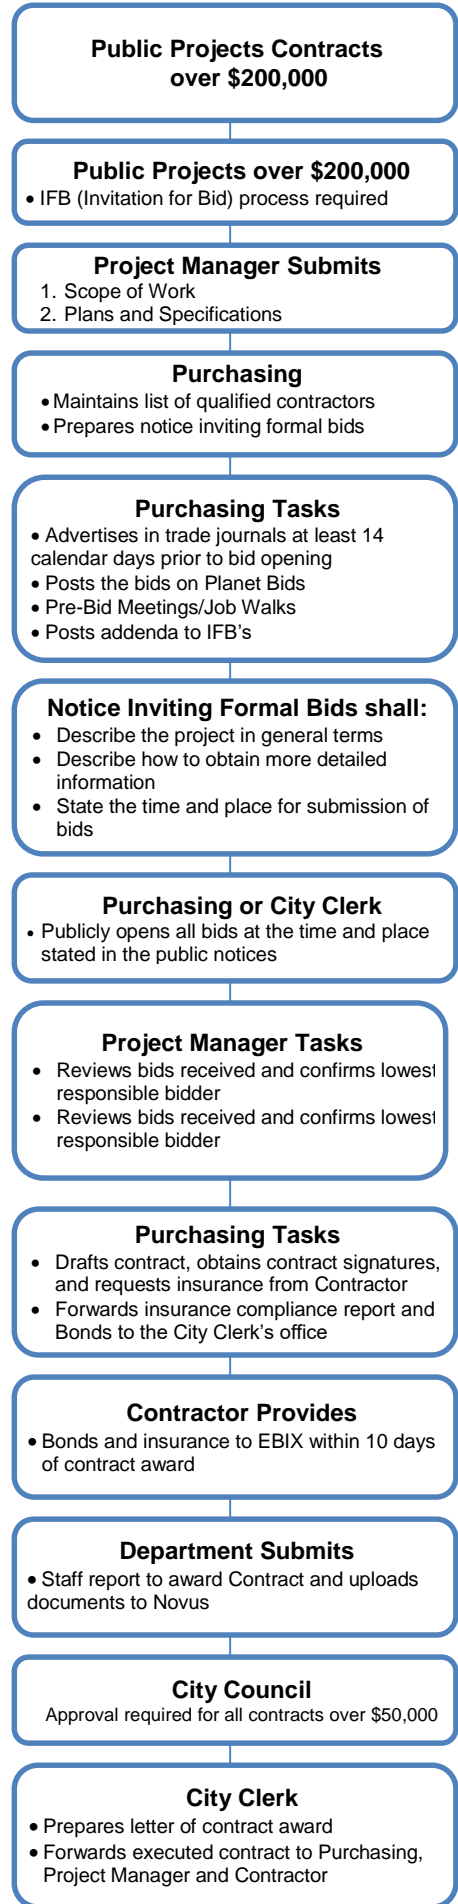 Public Projects Contracts
over $200,000
Public Projects over $200,000
• IFB (Invitation for Bid) process required
Project Manager Submits
1. Scope of Work
2. Plans and Specifications
Purchasing
• Maintains list of qualified contractors
• Prepares notice inviting formal bids
Purchasing Tasks
• Advertises in trade journals at least 14
calendar days prior to bid opening
• Posts the bids on Planet Bids
• Pre-Bid Meetings/Job Walks
• Posts addenda to IFB’s
Notice Inviting Formal Bids shall:
• Describe the project in general terms
• Describe how to obtain more detailed
information
• State the time and place for submission of
bids
Purchasing or City Clerk
• Publicly opens all bids at the time and place
stated in the public notices
Project Manager Tasks
• Reviews bids received and confirms lowest
responsible bidder
• Reviews bids received and confirms lowest
responsible bidder
Purchasing Tasks
• Drafts contract, obtains contract signatures,
and requests insurance from Contractor
• Forwards insurance compliance report and
Bonds to the City Clerk’s office
Contractor Provides
• Bonds and insurance to EBIX within 10 days
of contract award
Department Submits
• Staff report to award Contract and uploads
documents to Novus
City Council
Approval required for all contracts over $50,000
City Clerk
• Prepares letter of contract award
• Forwards executed contract to Purchasing,
Project Manager and Contractor